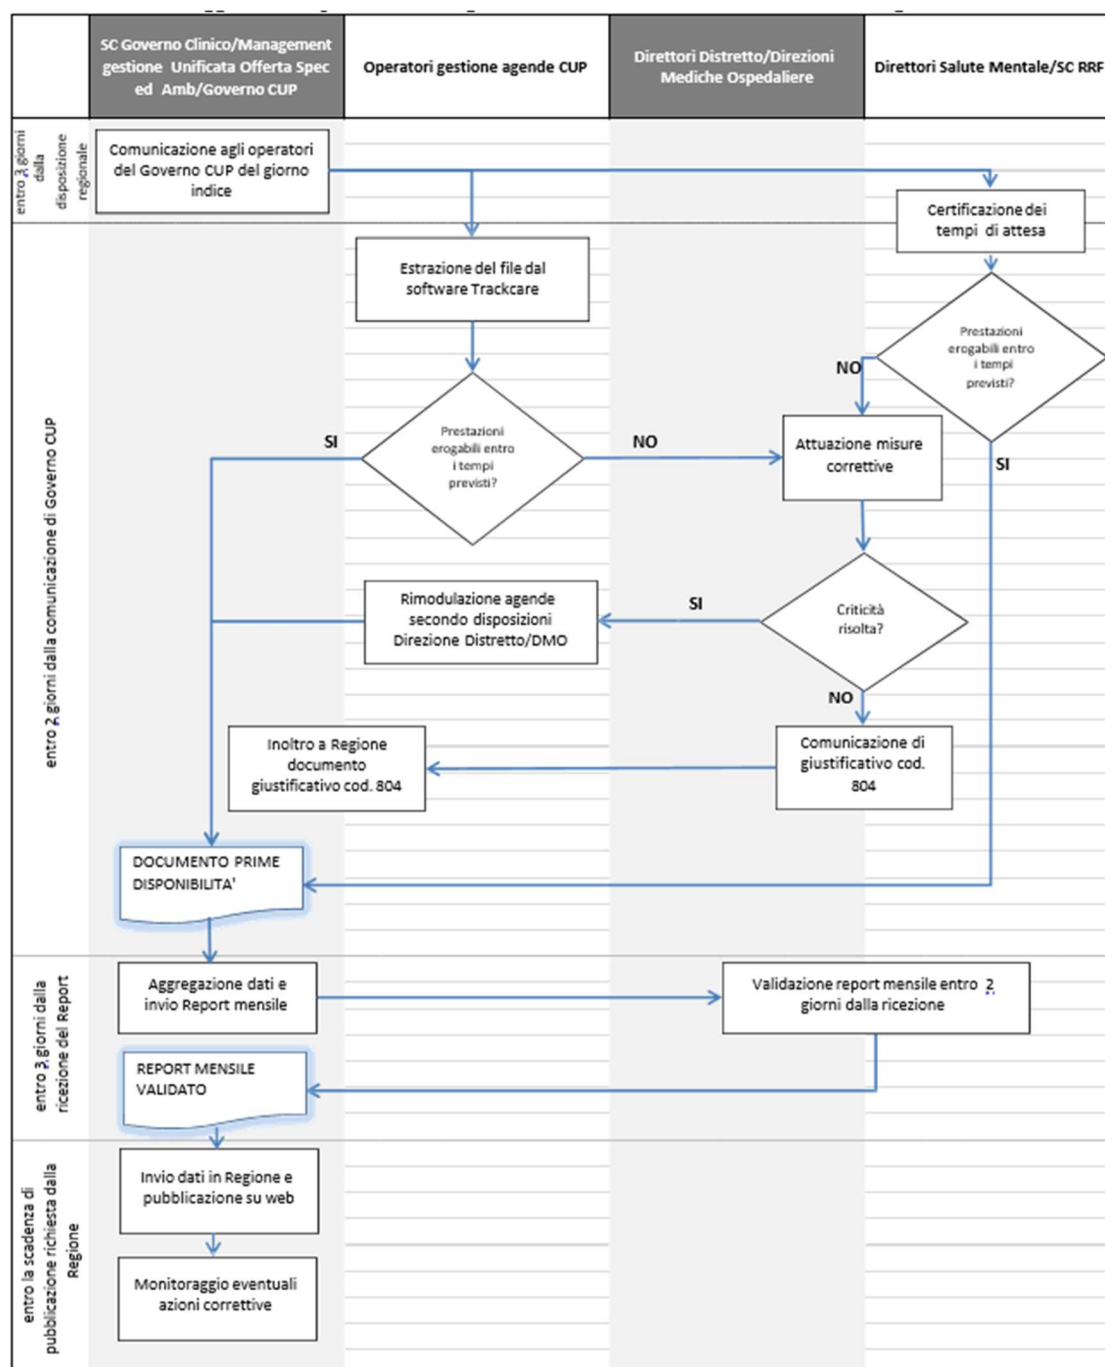 SC Governo Clinico/Management
gestione Unificata Offerta Spec
ed Amb/Governo CUP
Operatori gestione agende CUP
Direttori Distretto/Direzioni
Mediche Ospedaliere
Direttori Salute Mentale/SC RRF
entro 3 giorni
dalla
disposizione
regionale
Comunicazione agli operatori
del Governo CUP del giorno
indice
Certificazione dei
tempi di attesa
entro 2 giorni dalla comunicazione di Governo CUP
Estrazione del file dal
software Trackcare
Prestazioni
erogabili entro
i tempi
previsti?
NO
SI
Prestazioni
erogabili entro
i tempi
previsti?
SI
NO
Attuazione misure
correttive
Rimodulazione agende
secondo disposizioni
Direzione Distretto/DMO
SI
Criticità
risolta?
NO
Inoltro a Regione
documento
giustificativo cod. 804
Comunicazione di
giustificativo cod.
804
DOCUMENTO PRIME
DISPONIBILITA'
entro 3 giorni dalla
ricezione del Report
Aggregazione dati e
invio Report mensile
Validazione report mensile entro 2
giorni dalla ricezione
REPORT MENSILE
VALIDATO
entro la scadenza di
pubblicazione richiesta dalla
Regione
Invio dati in Regione e
pubblicazione su web
Monitoraggio eventuali
azioni correttive